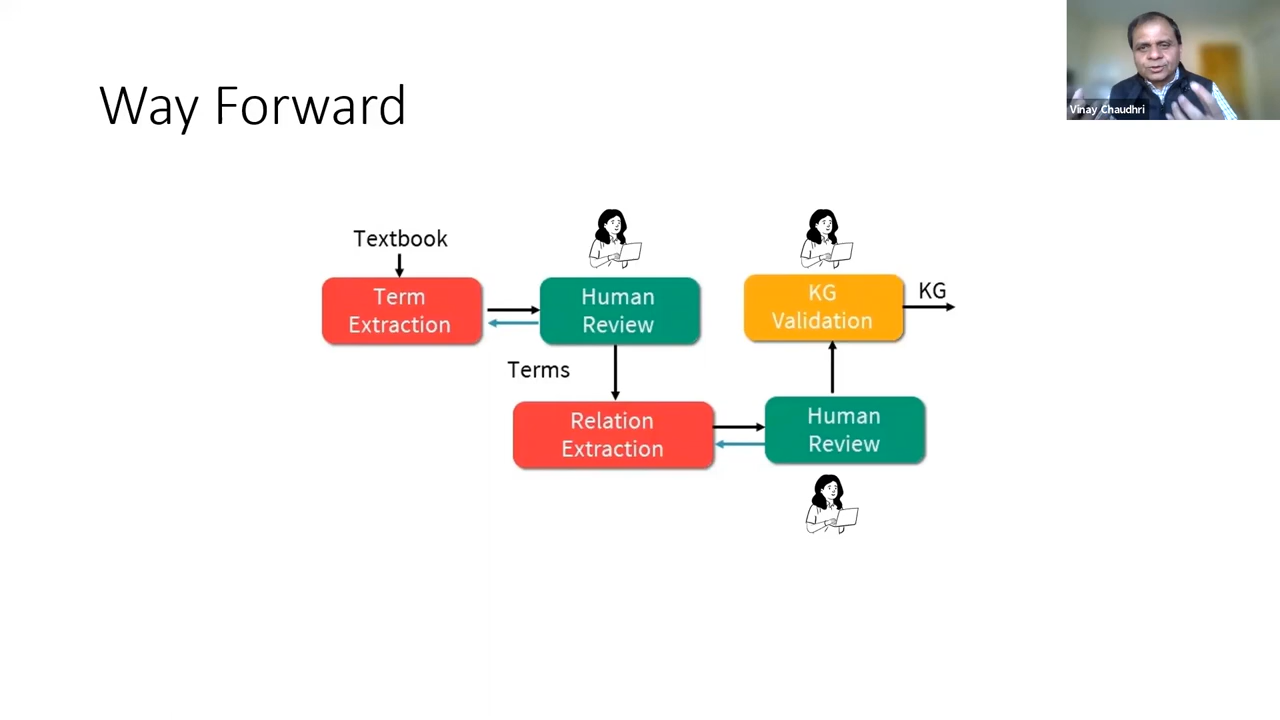 Way Forward
Vinay Chaudhri
Textbook
Term
Extraction
Human
Review
KG
Validation
KG
Terms
Relation
Extraction
Human
Review